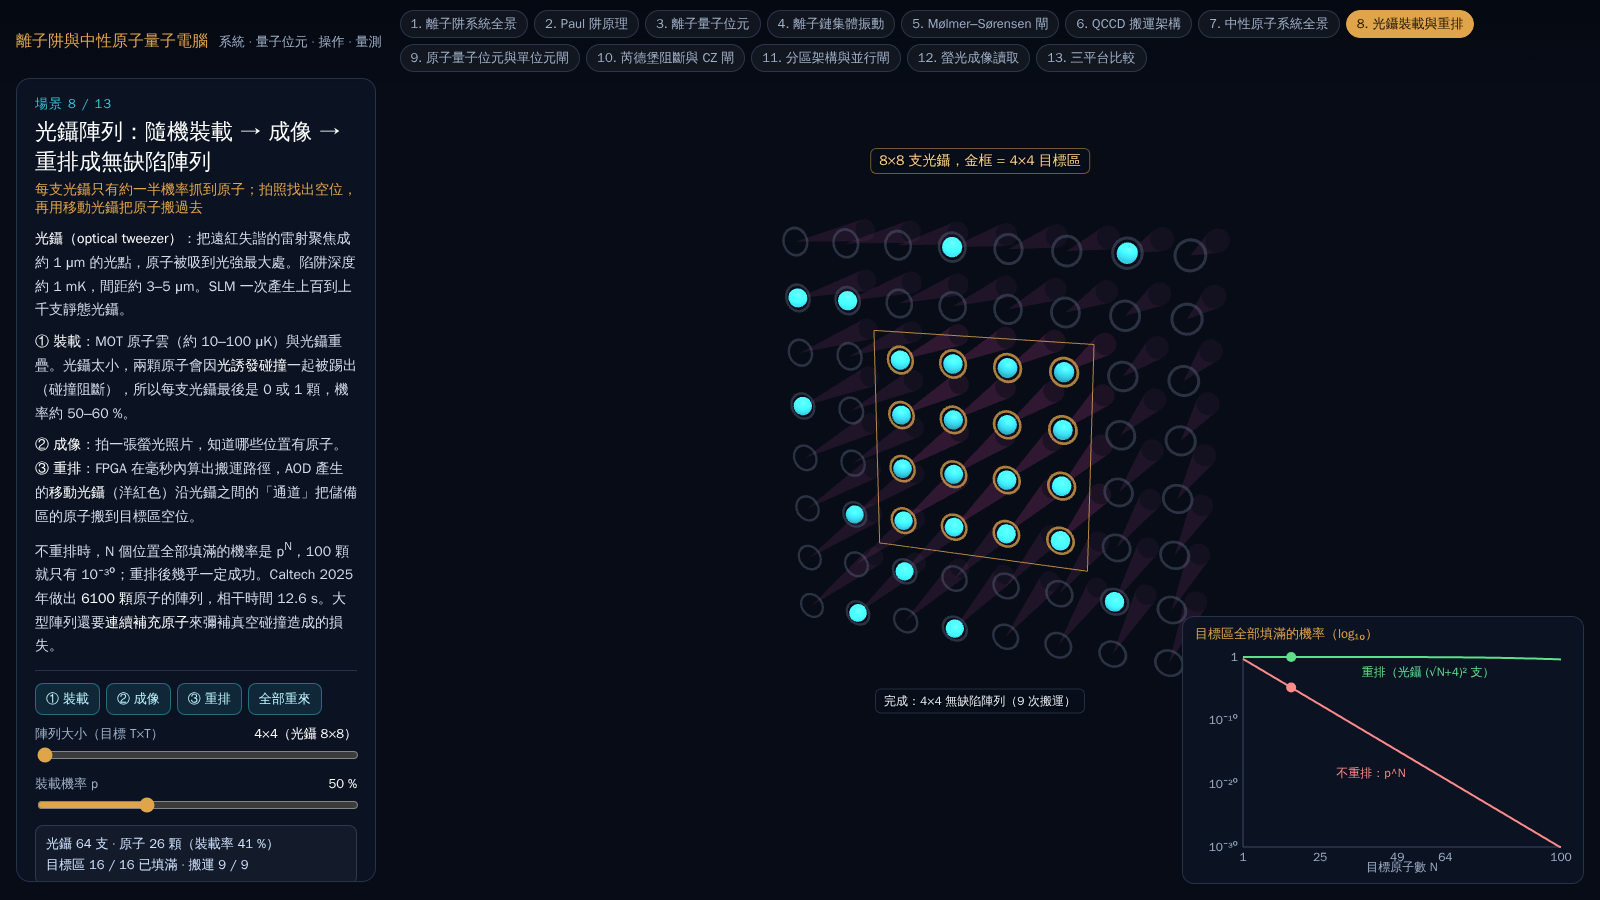 離子阱與中性原子量子電腦 系統 · 量子位元 · 操作 · 量測
1. 離子阱系統全景
2. Paul 阱原理
3. 離子量子位元
4. 離子鏈集體振動
5. Mølmer–Sørensen 閘
6. QCCD 搬運架構
7. 中性原子系統全景
8. 光鑷裝載與重排
9. 原子量子位元與單位元閘
10. 芮德堡阻斷與 CZ 閘
11. 分區架構與並行閘
12. 螢光成像讀取
13. 三平台比較
場景 8 / 13
光鑷陣列：隨機裝載 → 成像 →
重排成無缺陷陣列
每支光鑷只有約一半機率抓到原子；拍照找出空位，
再用移動光鑷把原子搬過去
光鑷（optical tweezer）：把遠紅失諧的雷射聚焦成
約 1 μm 的光點，原子被吸到光強最大處。陷阱深度
約 1 mK，間距約 3–5 μm。SLM 一次產生上百到上
千支靜態光鑷。
① 裝載：MOT 原子雲（約 10–100 μK）與光鑷重
疊。光鑷太小，兩顆原子會因光誘發碰撞一起被踢出
（碰撞阻斷），所以每支光鑷最後是 0 或 1 顆，機
率約 50–60 %。
② 成像：拍一張螢光照片，知道哪些位置有原子。
③ 重排：FPGA 在毫秒內算出搬運路徑，AOD 產生
的移動光鑷（洋紅色）沿光鑷之間的「通道」把儲備
區的原子搬到目標區空位。
不重排時，N 個位置全部填滿的機率是 pᴺ，100 顆
就只有 10⁻³⁰；重排後幾乎一定成功。Caltech 2025
年做出 6100 顆原子的陣列，相干時間 12.6 s。大
型陣列還要連續補充原子來彌補真空碰撞造成的損
失。
① 裝載
② 成像
③ 重排
全部重來
陣列大小（目標 T×T） 4×4（光鑷 8×8）
裝載機率 p 50 %
光鑷 64 支 · 原子 26 顆（裝載率 41 %）
目標區 16 / 16 已填滿 · 搬運 9 / 9
8×8 支光鑷，金框 = 4×4 目標區
完成：4×4 無缺陷陣列（9 次搬運）
目標區全部填滿的機率（log₁₀）
1
重排（光鑷 (√N+4)² 支）
10⁻¹⁰
不重排：p^N
10⁻²⁰
10⁻³⁰
1 25 49 64 100
目標原子數 N